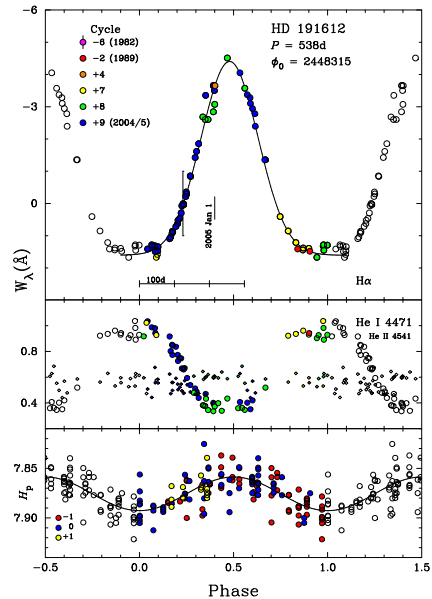 −6
Cycle
−6 (1982)
−2 (1989)
+4
+7
+8
+9 (2004/5)
HD 191612
P = 538d
ϕ0 = 2448315
−3
0
Wλ(Å)
2005 Jan 1
100d
Hα
0.8
0.4
He I 4471
He II 4541
7.85
7.90
Hp
−1
0
+1
−0.5
0.0
0.5
1.0
1.5
Phase